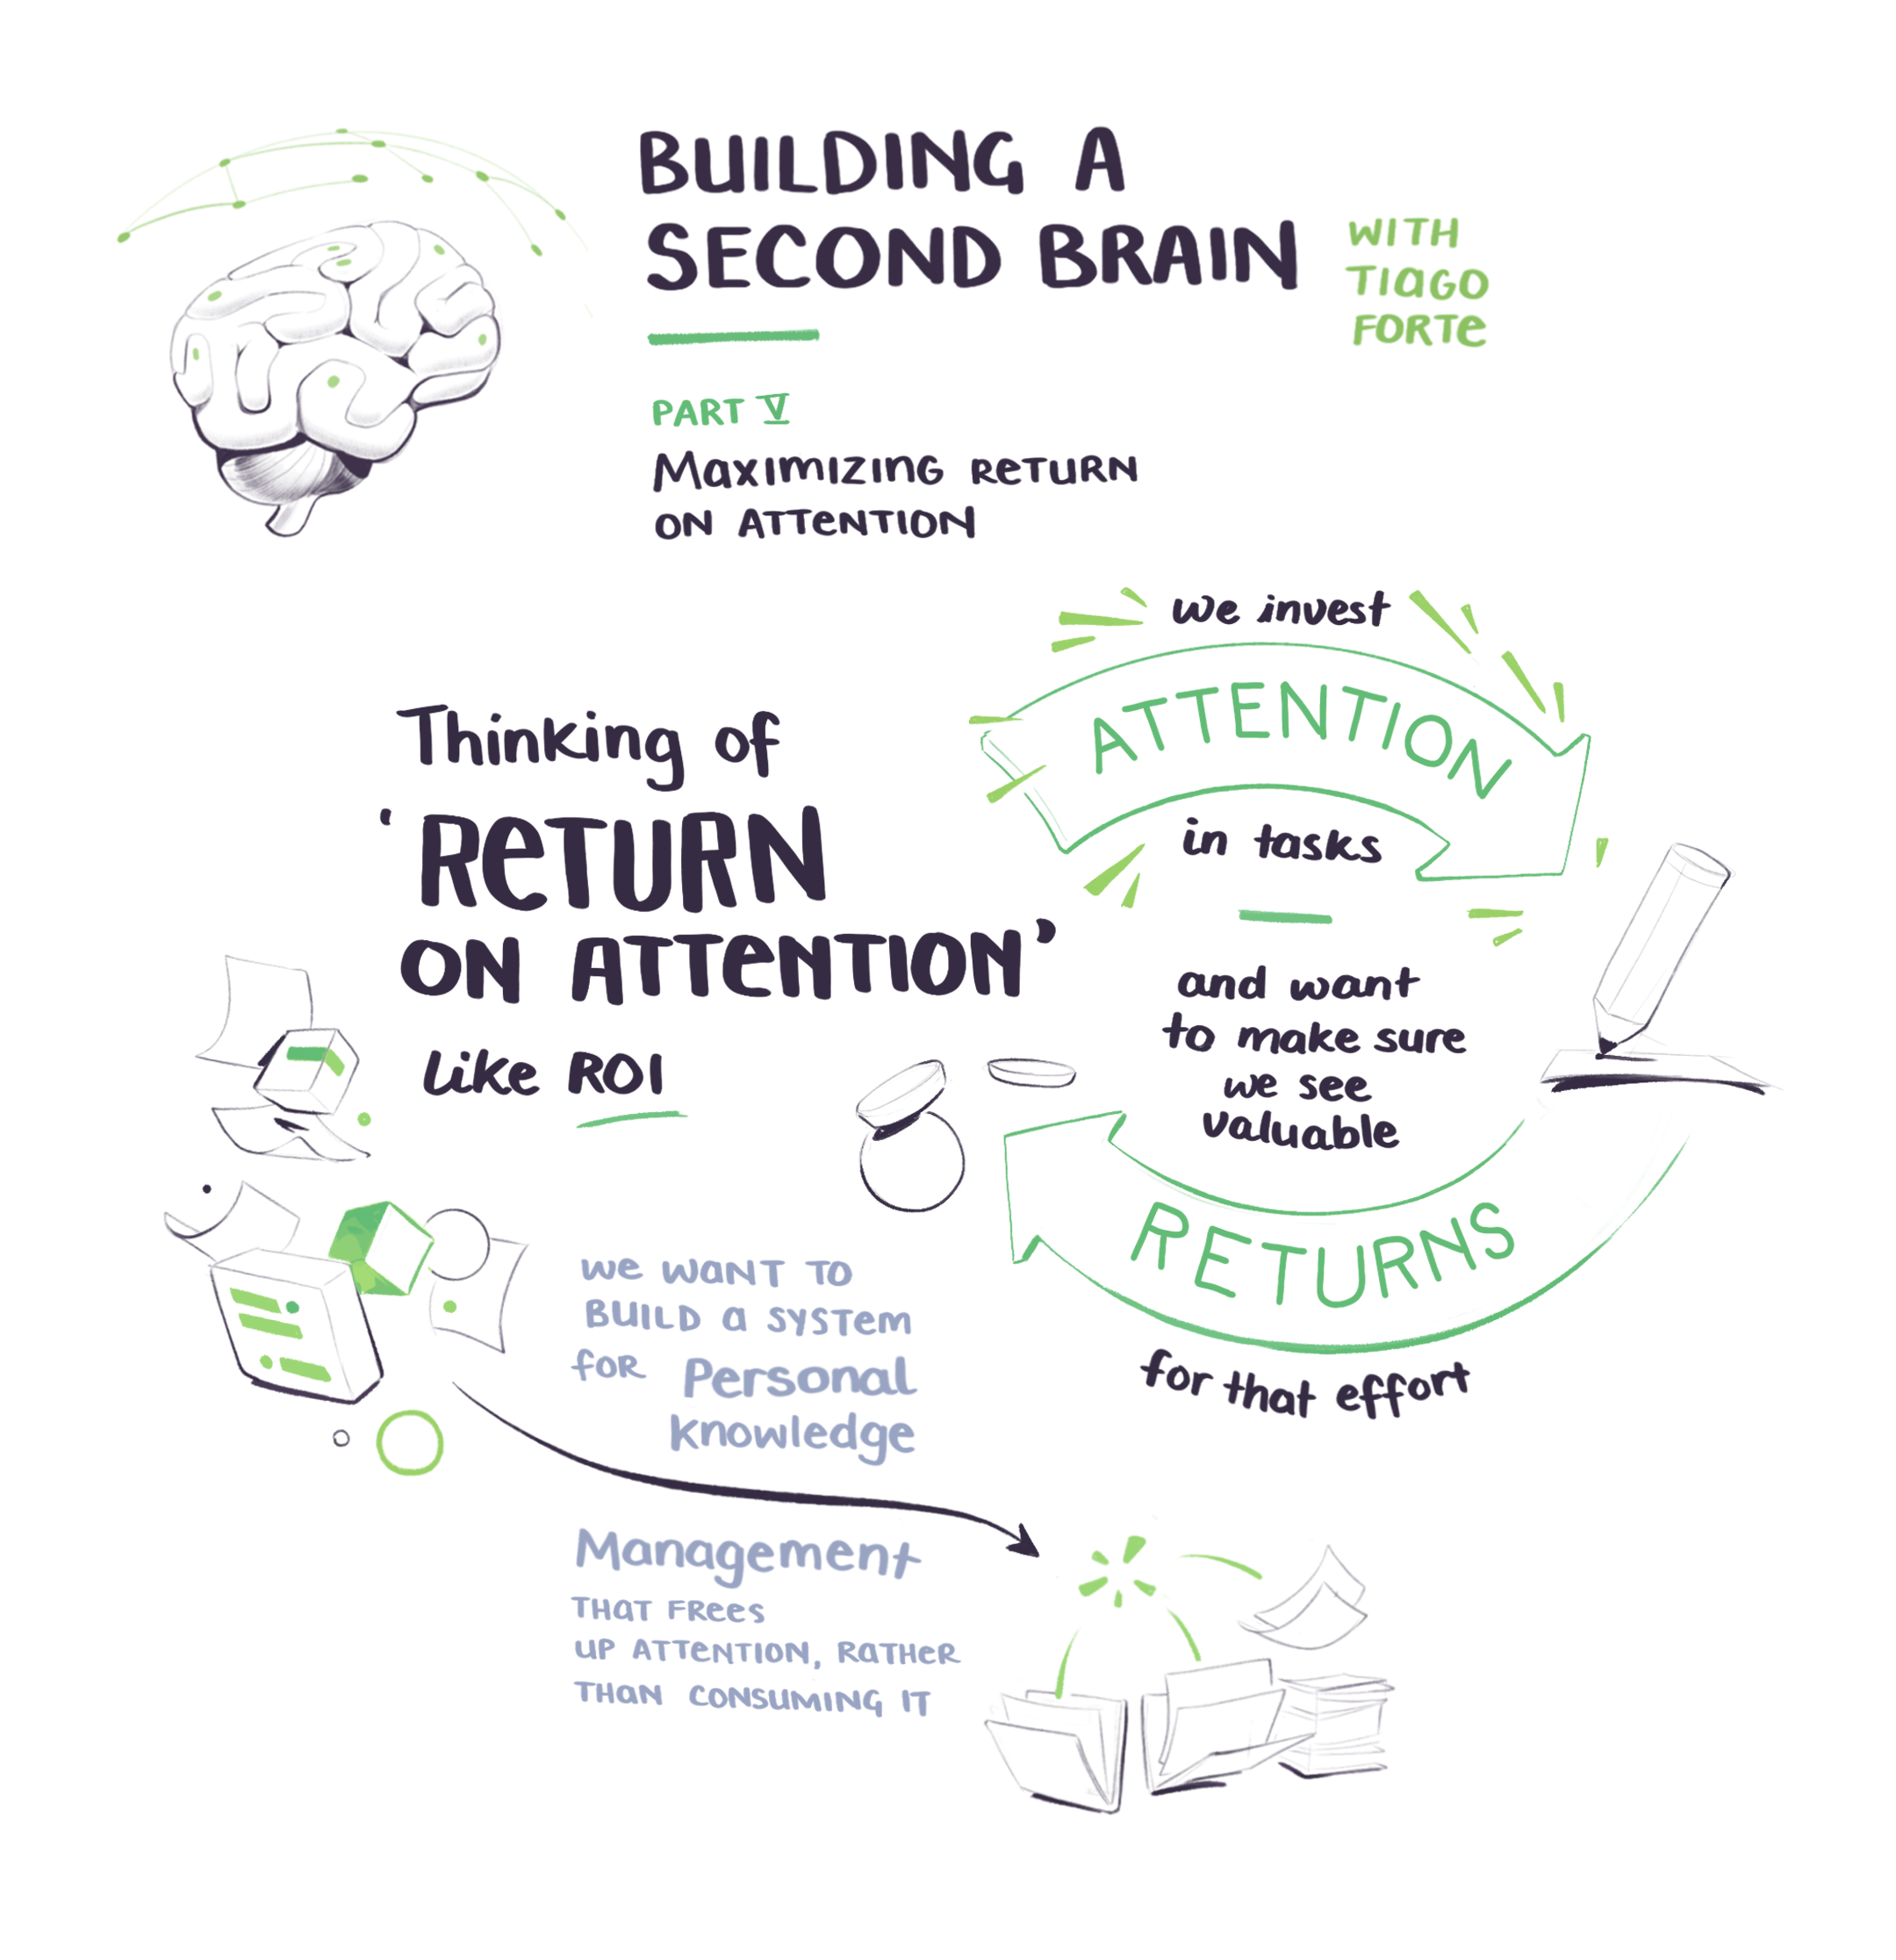 BUILDING A
SECOND BRAIN
WITH
TIAGO
FORTE
PART V
MAXIMIZING RETURN
ON ATTENTION
Thinking of
'RETURN
ON ATTENTION'
Like ROI
we invest
ATTENTION
in tasks
and want
to make sure
we see
valuable
RETURNS
for that effort
WE WANT TO
BUILD A SYSTEM
FOR Personal
knowledge
Management
THAT FREES
UP ATTENTION, RATHER
THAN CONSUMING IT